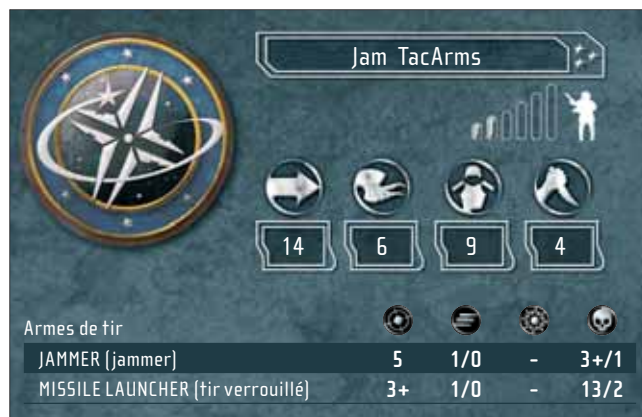 Jam TacArms
14 6 9 4
Armes de tir
JAMMER (jammer) 5 1/0 - 3+/1
MISSILE LAUNCHER (tir verrouillé) 3+ 1/0 - 13/2